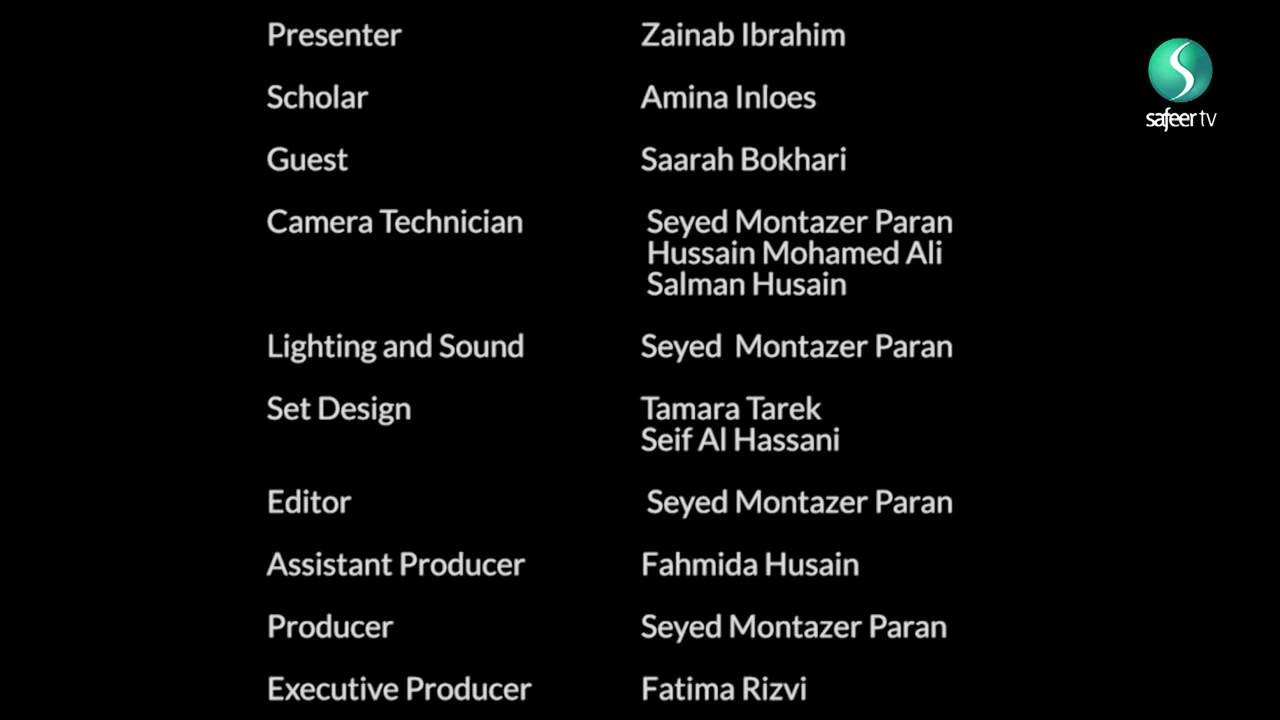 Presenter Zainab Ibrahim
safeer tv
Scholar Amina Inloes
Guest Saarah Bokhari
Camera Technician Seyed Montazer Paran
Hussain Mohamed Ali
Salman Husain
Lighting and Sound Seyed Montazer Paran
Set Design Tamara Tarek
Seif Al Hassani
Editor Seyed Montazer Paran
Assistant Producer Fahmida Husain
Producer Seyed Montazer Paran
Executive Producer Fatima Rizvi